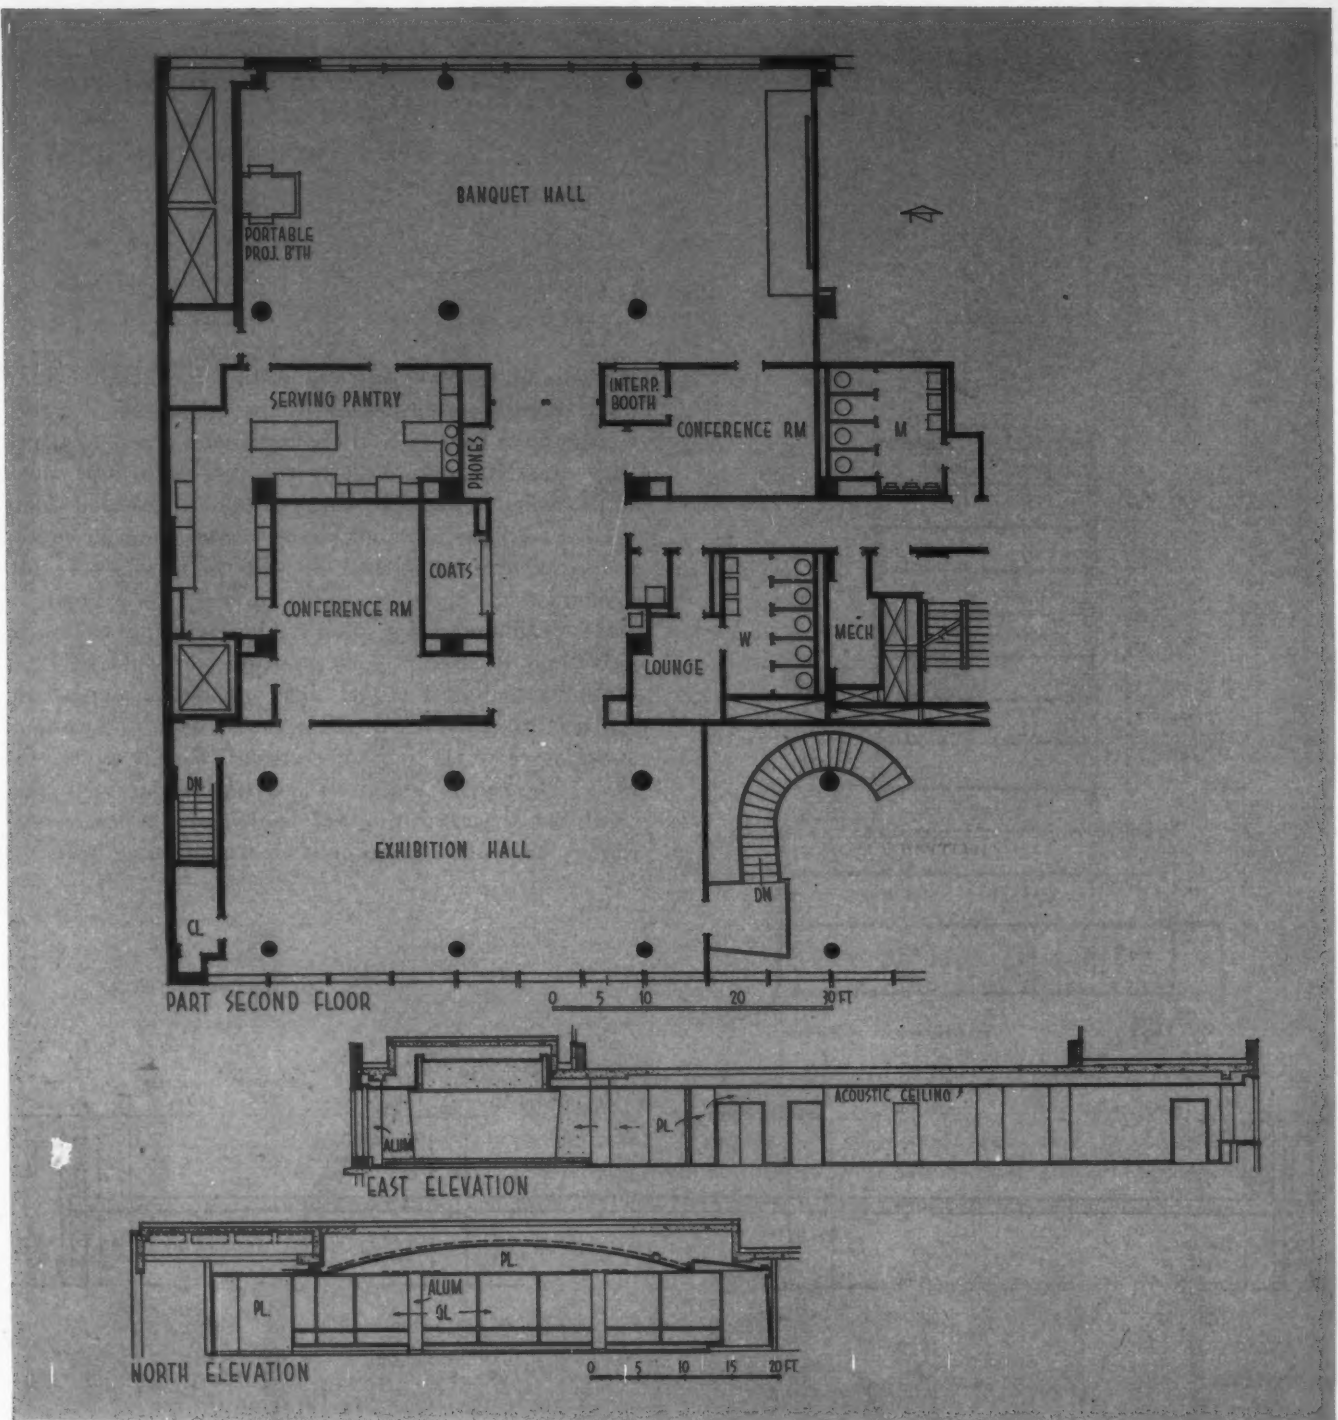 BANQUET HALL
PORTABLE
PROJ. B'TH
INTERP.
BOOTH
SERVING PANTRY
CONFERENCE RM
M
PHONES
COATS
CONFERENCE RM
W
MECH
LOUNGE
DN
EXHIBITION HALL
DN
CL
PART SECOND FLOOR
0 5 10 20 30 FT
ACOUSTIC CEILING
PL.
ALUM
EAST ELEVATION
PL.
ALUM
GL
PL.
NORTH ELEVATION
0 5 10 15 20 FT.